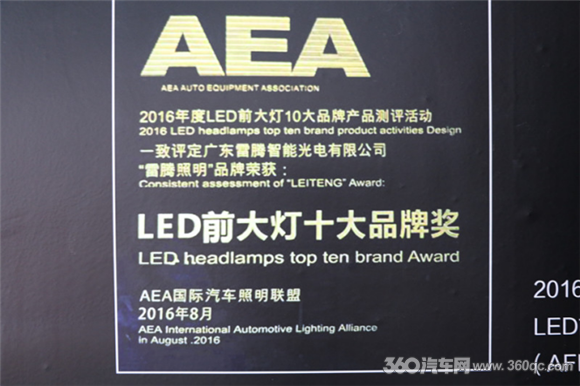 AEA
AEA AUTO EQUIPMENT ASSOCIATION
2016年度LED前大灯10大品牌产品测评活动
2016 LED headlamps top ten brand product activities Design
一致评定广东雷腾智能光电有限公司
“雷腾照明”品牌荣获：
Consistent assessment of "LEITENG" Award:
LED前大灯十大品牌奖
LED headlamps top ten brand Award
AEA国际汽车照明联盟
2016年8月
AEA International Automotive Lighting Alliance
in August .2016
2016
LED
( AE
360汽车网 www.360qc.com